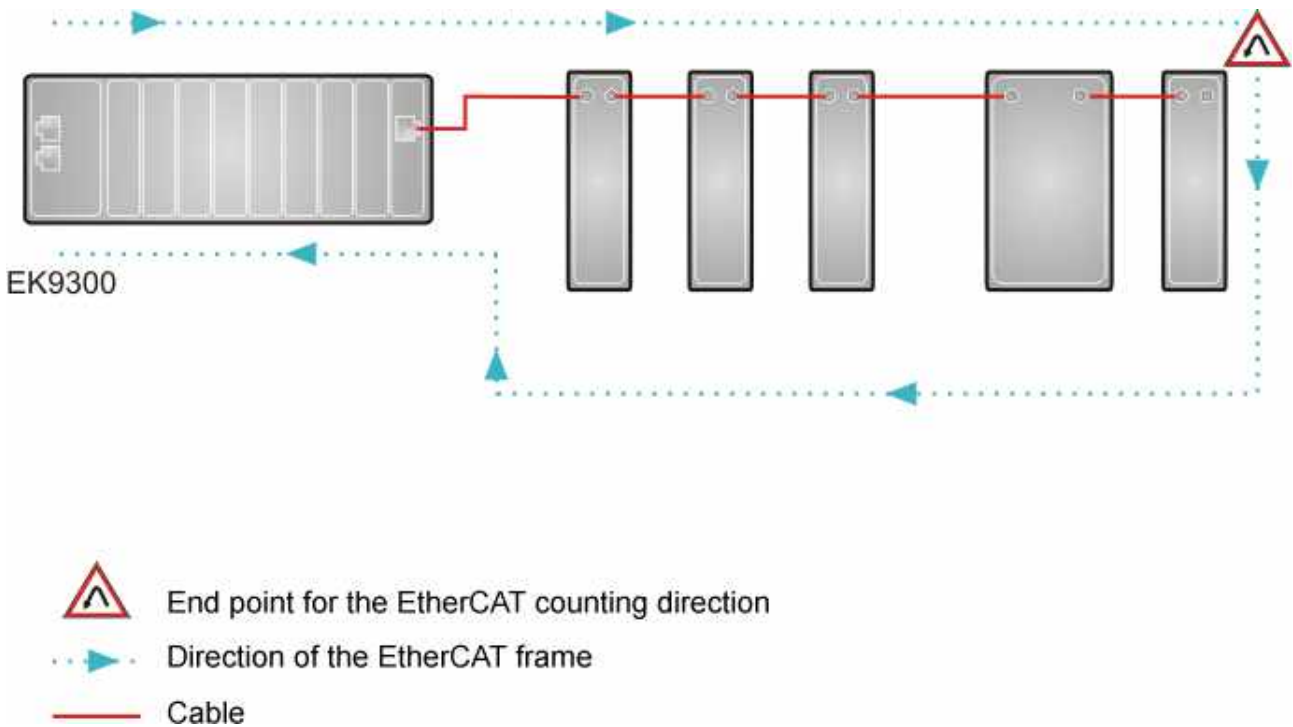 EK9300
End point for the EtherCAT counting direction
Direction of the EtherCAT frame
Cable